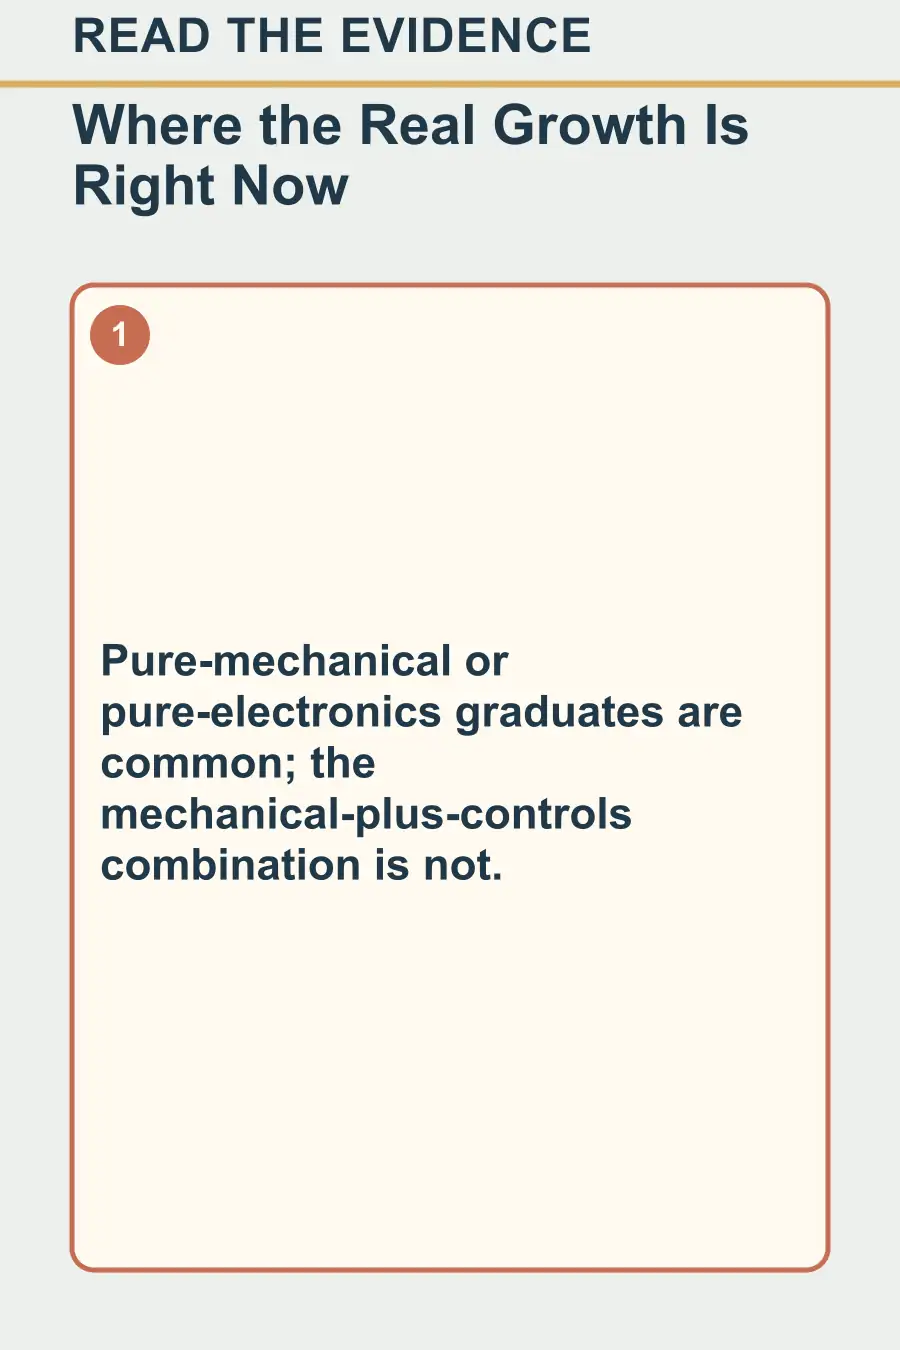 READ THE EVIDENCE
Where the Real Growth Is
Right Now
1
Pure-mechanical or
pure-electronics graduates are
common; the
mechanical-plus-controls
combination is not.